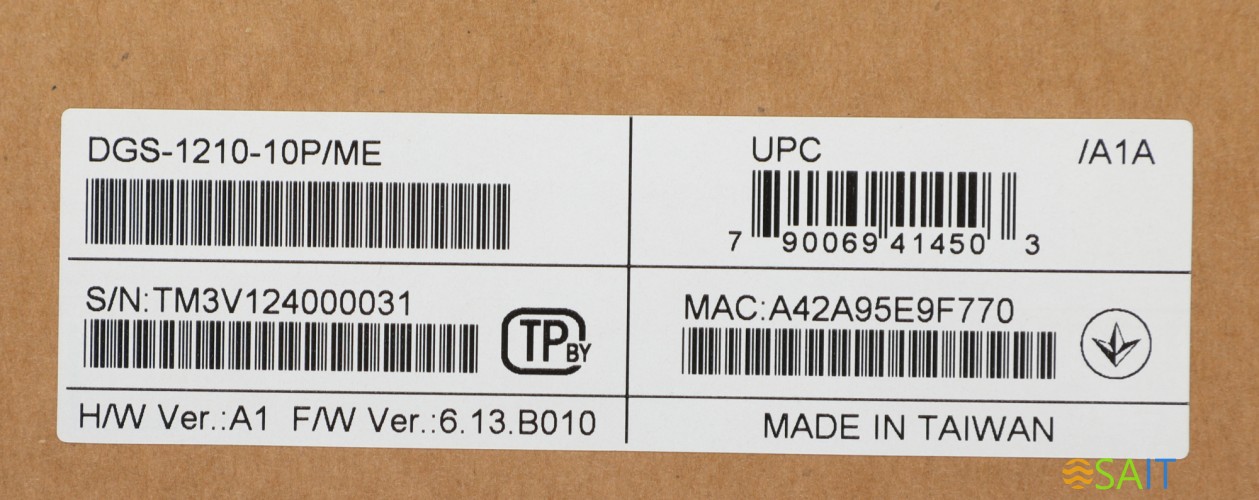 DGS-1210-10P/ME
UPC /A1A
7 90069 41450 3
S/N:TM3V124000031
TP BY
MAC:A42A95E9F770
H/W Ver.:A1 F/W Ver.:6.13.B010
MADE IN TAIWAN
SAIT